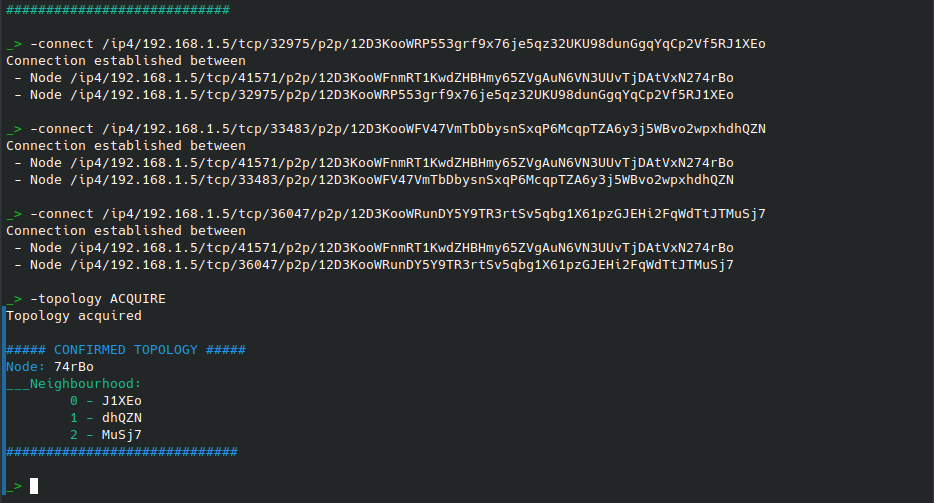 ############################
_> -connect /ip4/192.168.1.5/tcp/32975/p2p/12D3KooWRP553grf9x76je5qz32UKU98dunGgqYqCp2Vf5RJ1XEo
Connection established between
- Node /ip4/192.168.1.5/tcp/41571/p2p/12D3KooWFnmRT1KwdZHBHmy65ZVgAuN6VN3UUvTjDAtVxN274rBo
- Node /ip4/192.168.1.5/tcp/32975/p2p/12D3KooWRP553grf9x76je5qz32UKU98dunGgqYqCp2Vf5RJ1XEo
_> -connect /ip4/192.168.1.5/tcp/33483/p2p/12D3KooWFV47VmTbDbysnSxqP6McqpTZA6y3j5WBvo2wpxhdhQZN
Connection established between
- Node /ip4/192.168.1.5/tcp/41571/p2p/12D3KooWFnmRT1KwdZHBHmy65ZVgAuN6VN3UUvTjDAtVxN274rBo
- Node /ip4/192.168.1.5/tcp/33483/p2p/12D3KooWFV47VmTbDbysnSxqP6McqpTZA6y3j5WBvo2wpxhdhQZN
_> -connect /ip4/192.168.1.5/tcp/36047/p2p/12D3KooWRunDY5Y9TR3rtSv5qbg1X61pzGJEHi2FqWdTtJTMuSj7
Connection established between
- Node /ip4/192.168.1.5/tcp/41571/p2p/12D3KooWFnmRT1KwdZHBHmy65ZVgAuN6VN3UUvTjDAtVxN274rBo
- Node /ip4/192.168.1.5/tcp/36047/p2p/12D3KooWRunDY5Y9TR3rtSv5qbg1X61pzGJEHi2FqWdTtJTMuSj7
_> -topology ACQUIRE
Topology acquired
##### CONFIRMED TOPOLOGY #####
Node: 74rBo
___Neighbourhood:
0 - J1XEo
1 - dhQZN
2 - MuSj7
#############################
_>